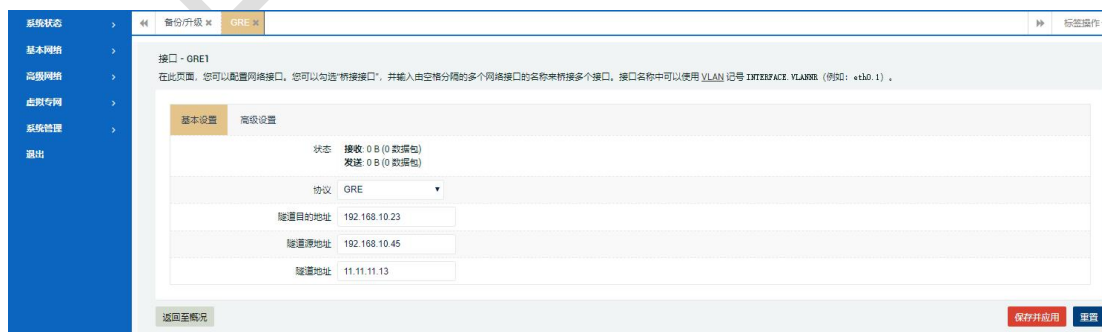 系统状态
备份/升级
GRE
标签操作
基本网络
高级网络
虚拟专网
系统管理
退出
接口 - GRE1
在此页面，您可以配置网络接口。您可以勾选"桥接接口"，并输入由空格分隔的多个网络接口的名称来桥接多个接口。接口名称中可以使用 VLAN 记号 INTERFACE.VLANNR（例如：eth0.1）。
基本设置 高级设置
状态 接收: 0 B (0 数据包)
发送: 0 B (0 数据包)
协议 GRE
隧道目的地址 192.168.10.23
隧道源地址 192.168.10.45
隧道地址 11.11.11.13
返回至概况
保存并应用 重置